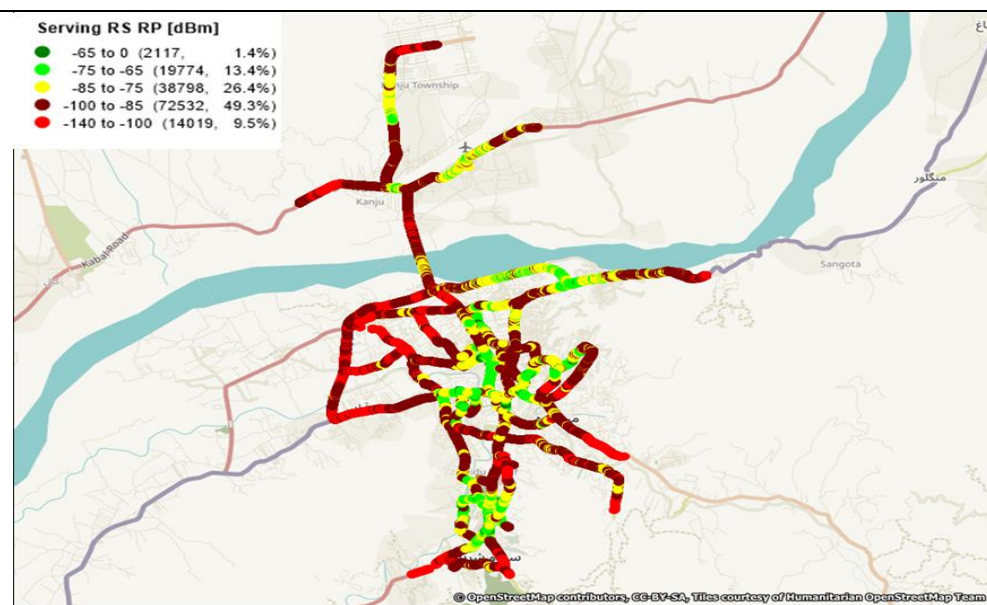 Serving RS RP [dBm]
-65 to 0 (2117, 1.4%)
-75 to -65 (19774, 13.4%)
-85 to -75 (38798, 26.4%)
-100 to -85 (72532, 49.3%)
-140 to -100 (14019, 9.5%)
Township
Kanju
منگلور
Kabal Road
Sangota
© OpenStreetMap contributors, CC-BY-SA, Tiles courtesy of Humanitarian OpenStreetMap Team